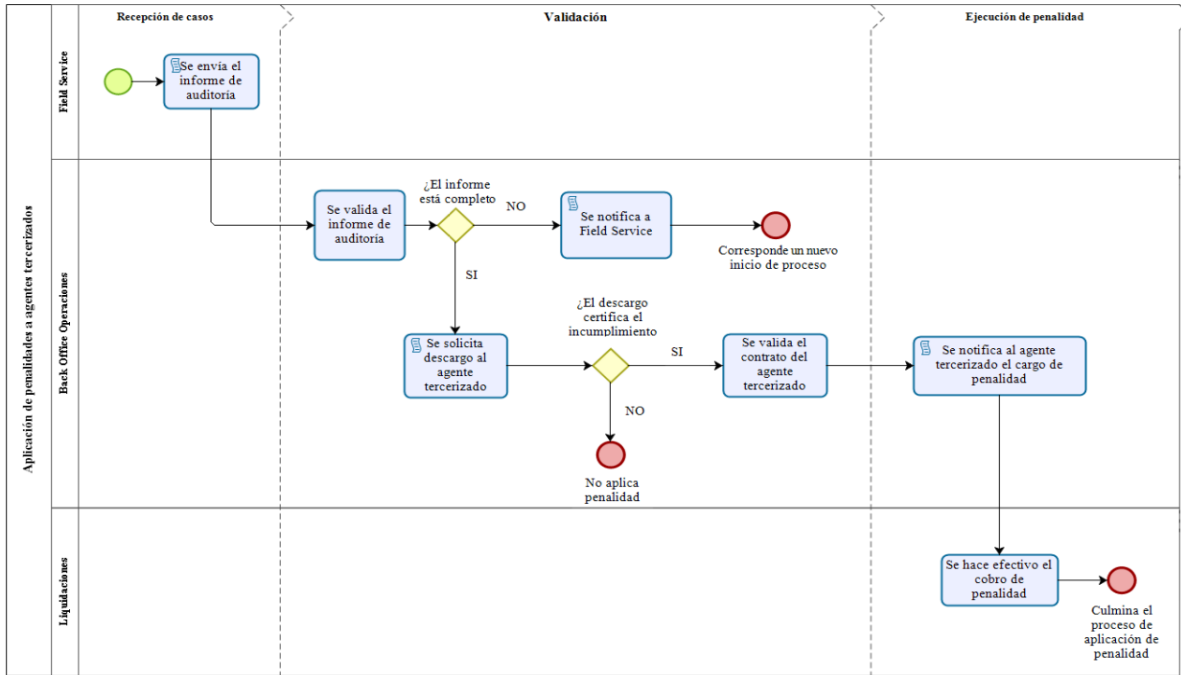 Recepción de casos
Validación
Ejecución de penalidad
Aplicación de penalidades a agentes tercerizados
Field Service
Se envía el
informe de
auditoría
Back Office Operaciones
Se valida el
informe de
auditoría
¿El informe
está completo
NO
Se notifica a
Field Service
Corresponde un nuevo
inicio de proceso
SI
Se solicita
descargo al
agente
tercerizado
¿El descargo
certifica el
incumplimiento
SI
Se valida el
contrato del
agente
tercerizado
Se notifica al agente
tercerizado el cargo de
penalidad
NO
No aplica
penalidad
Liquidaciones
Se hace efectivo el
cobro de
penalidad
Culmina el
proceso de
aplicación de
penalidad